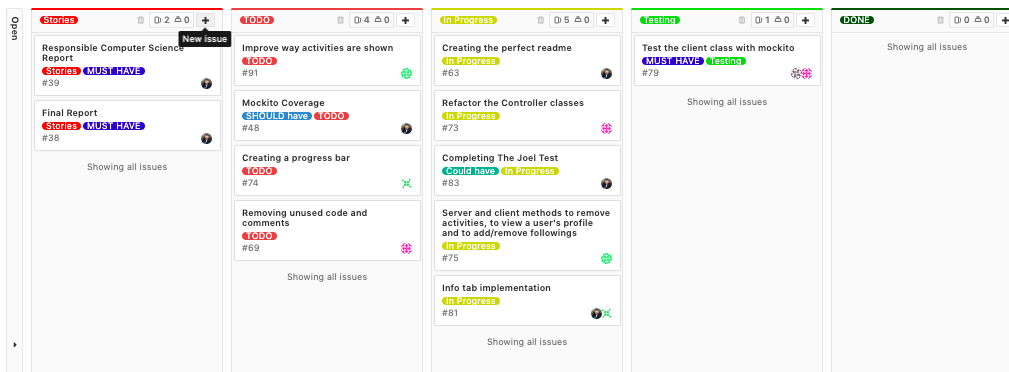 Open
Stories 2 0
New issue
Responsible Computer Science
Report
Stories MUST HAVE
#39
Final Report
Stories MUST HAVE
#38
Showing all issues
TODO 4 0
Improve way activities are shown
TODO
#91
Mockito Coverage
SHOULD have TODO
#48
Creating a progress bar
TODO
#74
Removing unused code and
comments
TODO
#69
Showing all issues
In Progress 5 0
Creating the perfect readme
In Progress
#63
Refactor the Controller classes
In Progress
#73
Completing The Joel Test
Could have In Progress
#83
Server and client methods to remove
activities, to view a user's profile
and to add/remove followings
In Progress
#75
Info tab implementation
In Progress
#81
Showing all issues
Testing 1 0
Test the client class with mockito
MUST HAVE Testing
#79
Showing all issues
DONE 0 0
Showing all issues